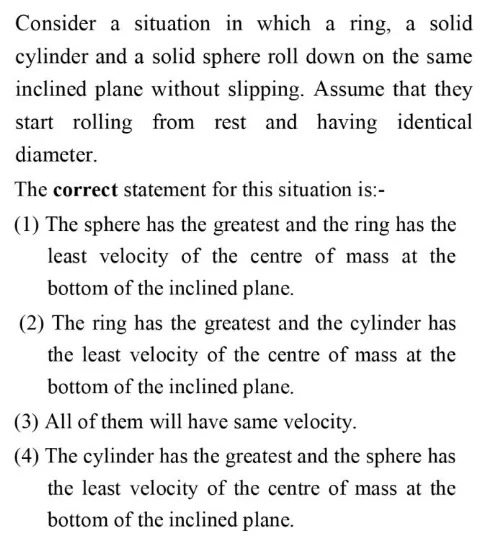 Consider a situation in which a ring, a solid
cylinder and a solid sphere roll down on the same
inclined plane without slipping. Assume that they
start rolling from rest and having identical
diameter.
The correct statement for this situation is:-
(1) The sphere has the greatest and the ring has the
least velocity of the centre of mass at the
bottom of the inclined plane.
(2) The ring has the greatest and the cylinder has
the least velocity of the centre of mass at the
bottom of the inclined plane.
(3) All of them will have same velocity.
(4) The cylinder has the greatest and the sphere has
the least velocity of the centre of mass at the
bottom of the inclined plane.